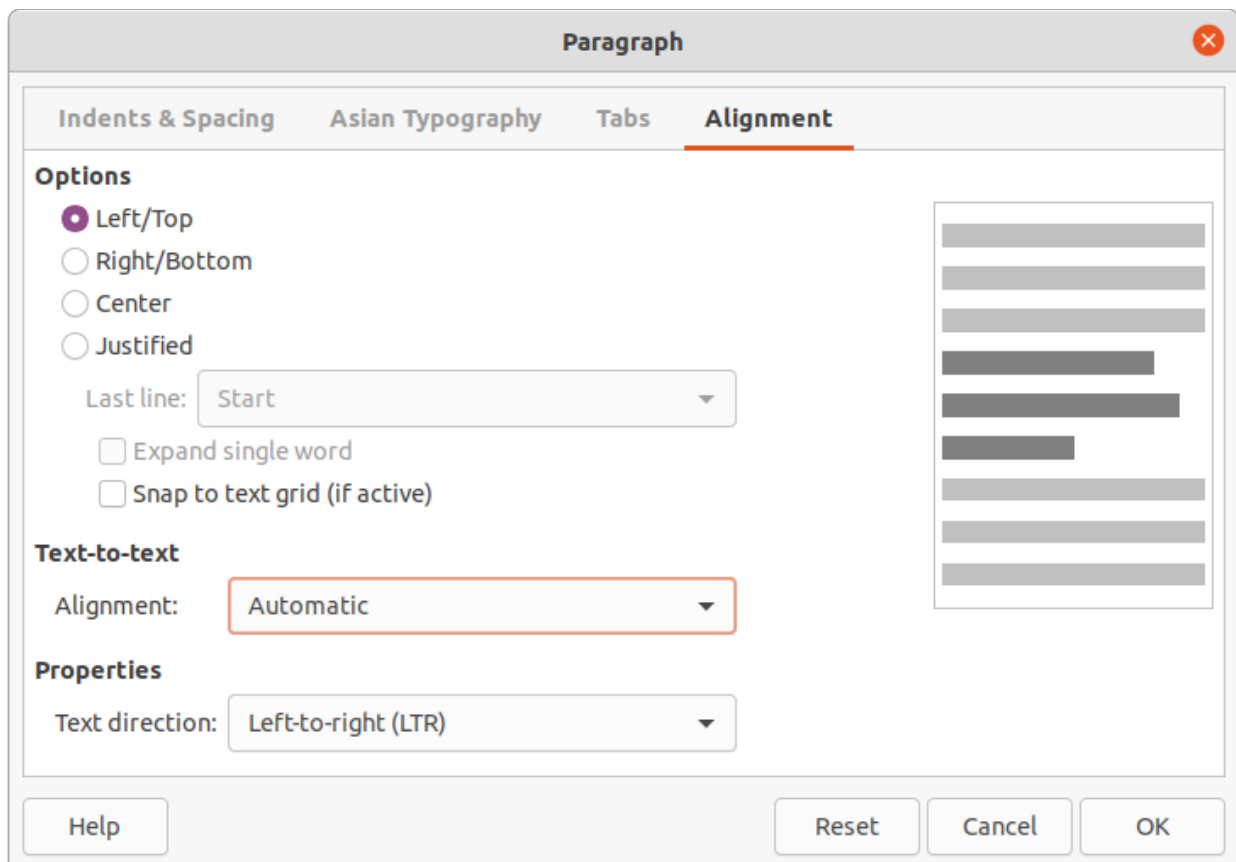 Paragraph
Indents & Spacing Asian Typography Tabs Alignment
Options
Left/Top
Right/Bottom
Center
Justified
Last line: Start
Expand single word
Snap to text grid (if active)
Text-to-text
Alignment: Automatic
Properties
Text direction: Left-to-right (LTR)
Help Reset Cancel OK